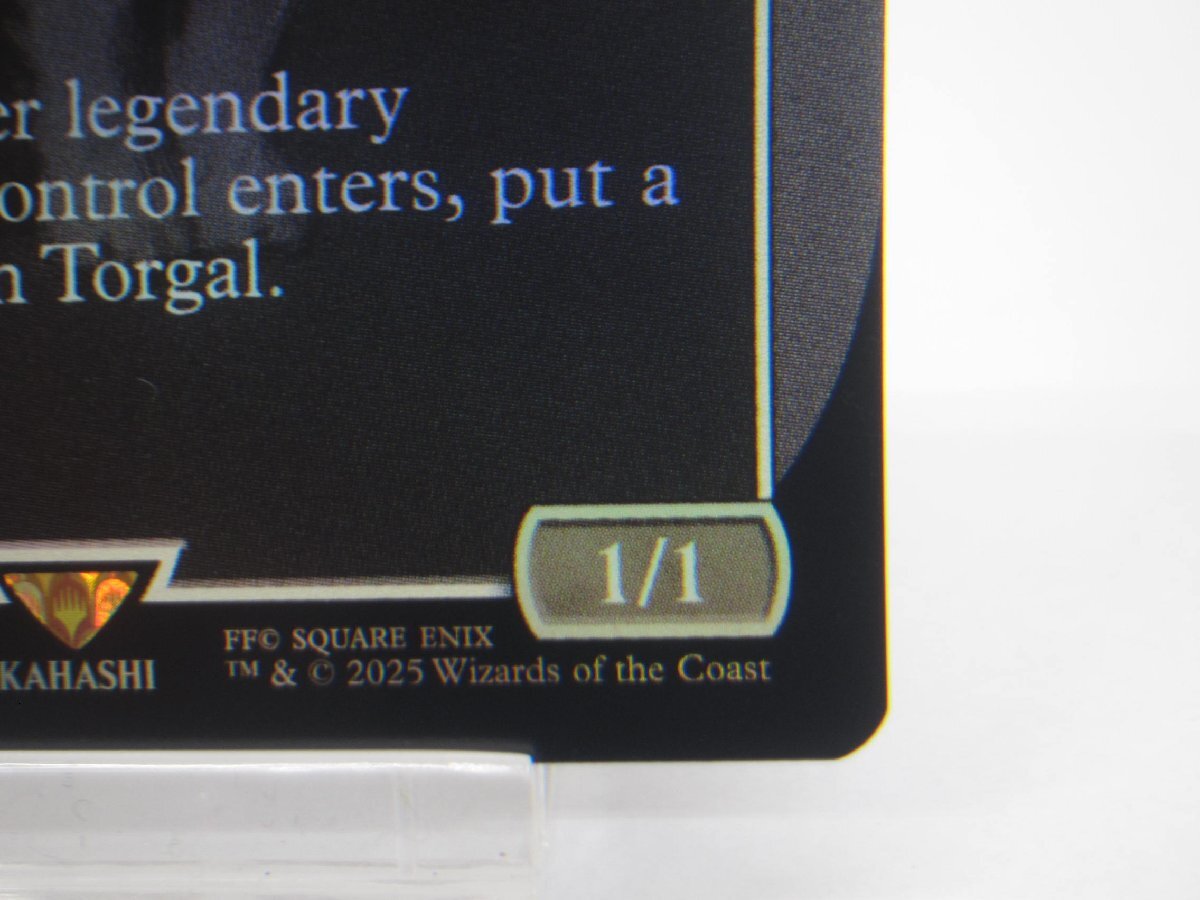 er legendary
ontrol enters, put a
n Torgal.
1/1
FF© SQUARE ENIX
KAHASHI
™ & © 2025 Wizards of the Coast